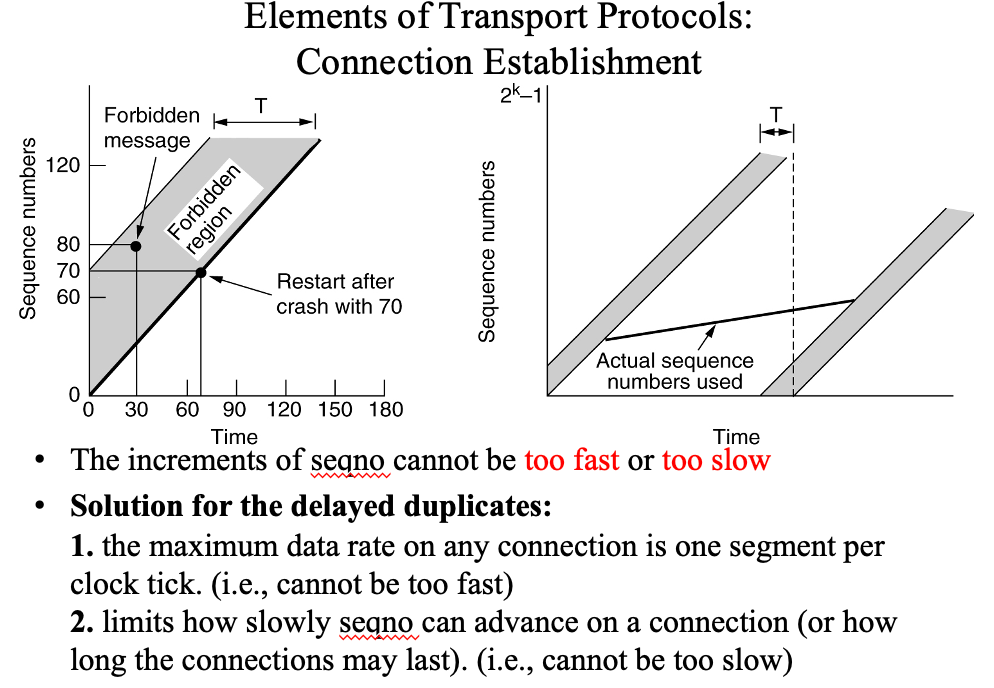 Elements of Transport Protocols:
Connection Establishment
Forbidden
message
T
Sequence numbers
120
80
70
60
0
Forbidden
region
Restart after
crash with 70
0 30 60 90 120 150 180
Time
2k–1
T
Sequence numbers
Actual sequence
numbers used
Time
• The increments of seqno cannot be too fast or too slow
• Solution for the delayed duplicates:
1. the maximum data rate on any connection is one segment per
clock tick. (i.e., cannot be too fast)
2. limits how slowly seqno can advance on a connection (or how
long the connections may last). (i.e., cannot be too slow)